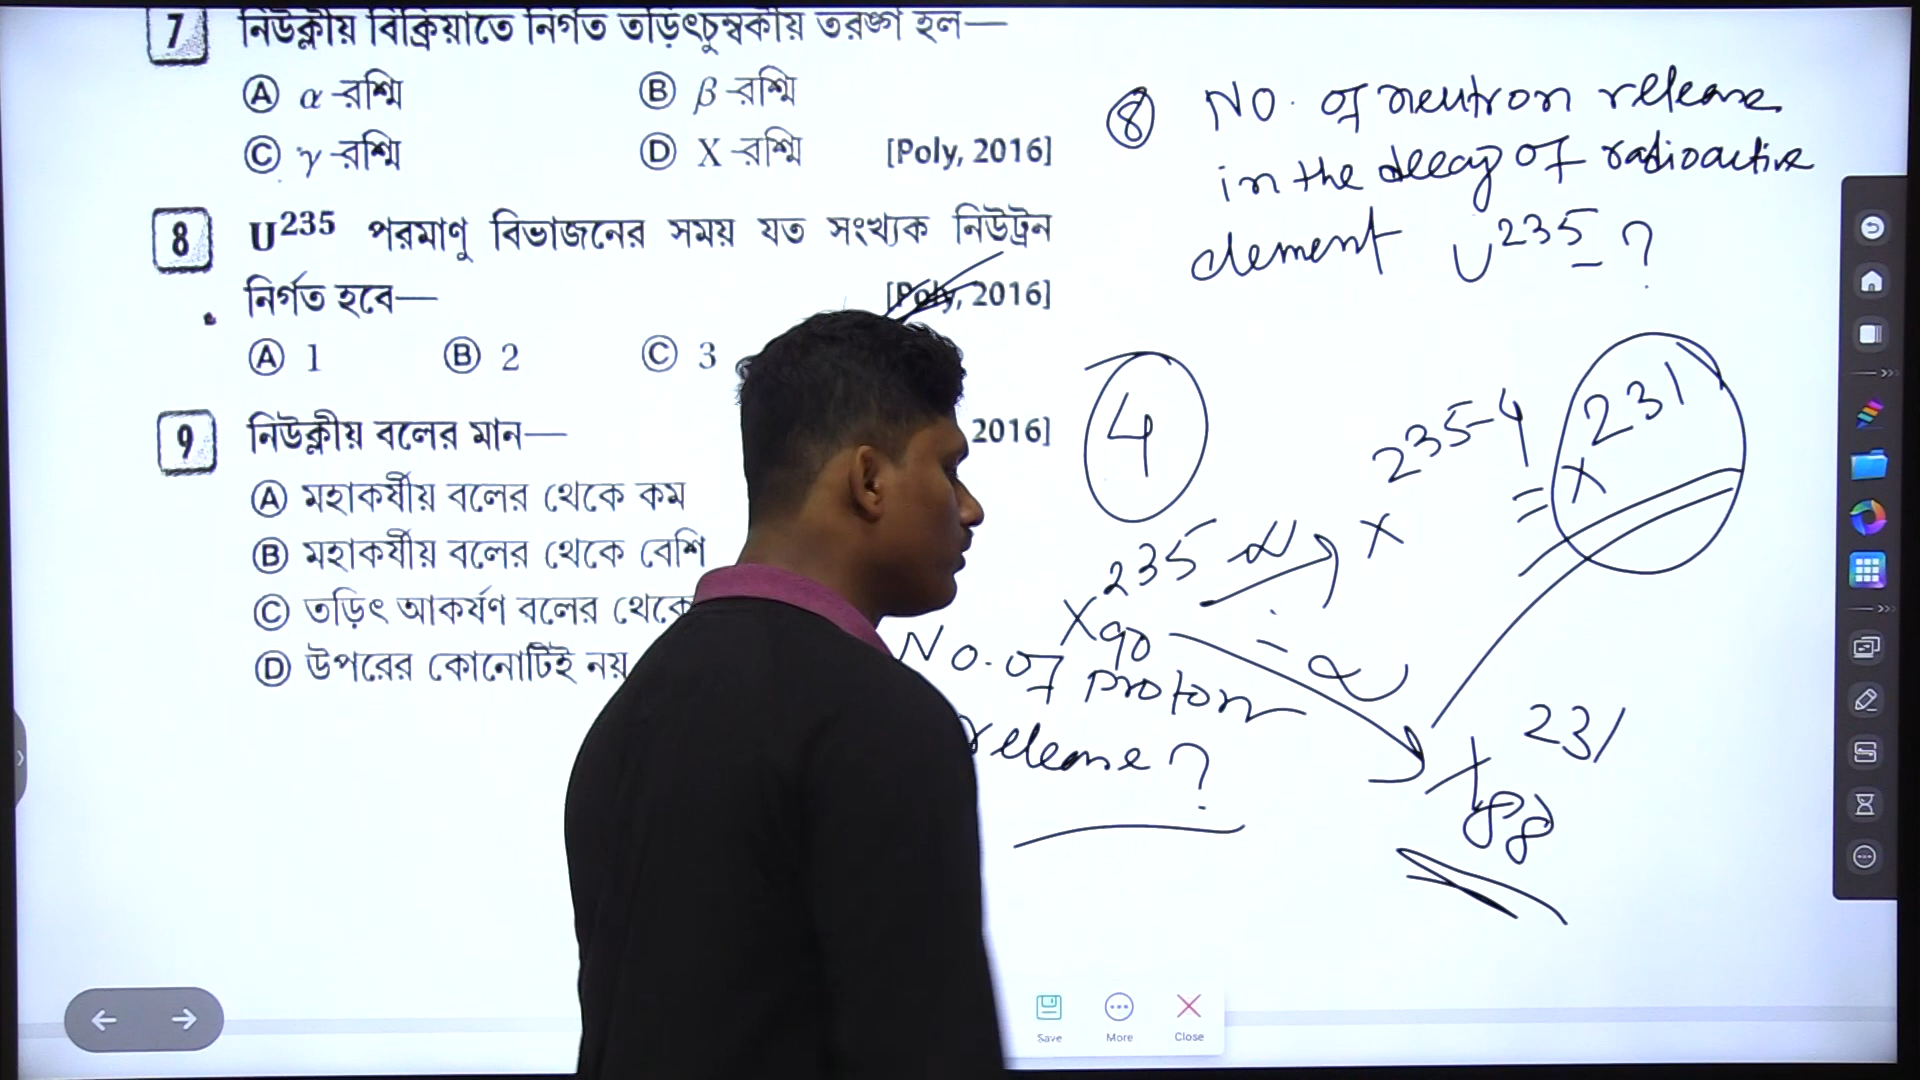 7 নিউক্লীয় বিক্রিয়াতে নির্গত তড়িৎচুম্বকীয় তরঙ্গ হল—
Ⓐ α-রশ্মি Ⓑ β-রশ্মি
Ⓒ γ-রশ্মি Ⓓ X-রশ্মি [Poly, 2016]
8 U²³⁵ পরমাণু বিভাজনের সময় যত সংখ্যক নিউট্রন
নির্গত হবে— [Poly, 2016]
Ⓐ 1 Ⓑ 2 Ⓒ 3
9 নিউক্লীয় বলের মান— 2016]
Ⓐ মহাকর্ষীয় বলের থেকে কম
Ⓑ মহাকর্ষীয় বলের থেকে বেশি
Ⓒ তড়িৎ আকর্ষণ বলের থেকে
Ⓓ উপরের কোনোটিই নয়
⑧ No. of neutron release
in the decay of radioactive
element U²³⁵ ?
4
235-4
= X 231
X 235 90 α X
- α
X 231 88
No. of proton
release ?
Save More Close